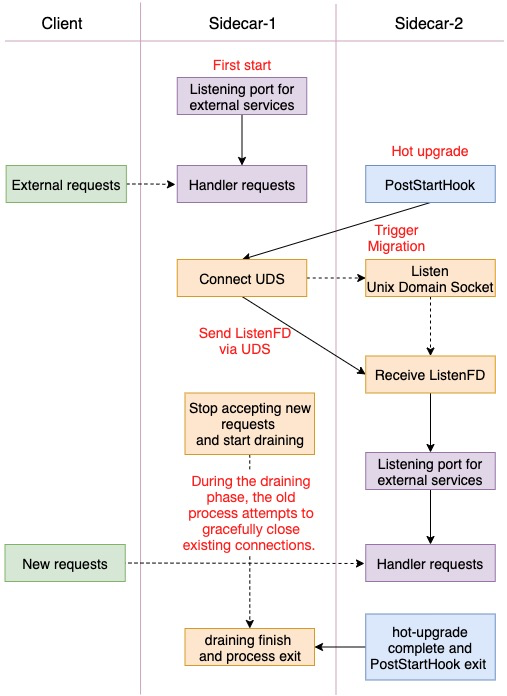 Client
Sidecar-1
Sidecar-2
First start
Listening port for
external services
Hot upgrade
External requests
Handler requests
PostStartHook
Trigger
Migration
Connect UDS
Listen
Unix Domain Socket
Send ListenFD
via UDS
Receive ListenFD
Stop accepting new
requests
and start draining
Listening port for
external services
During the draining
phase, the old
process attempts to
gracefully close
existing connections.
New requests
Handler requests
draining finish
and process exit
hot-upgrade
complete and
PostStartHook exit